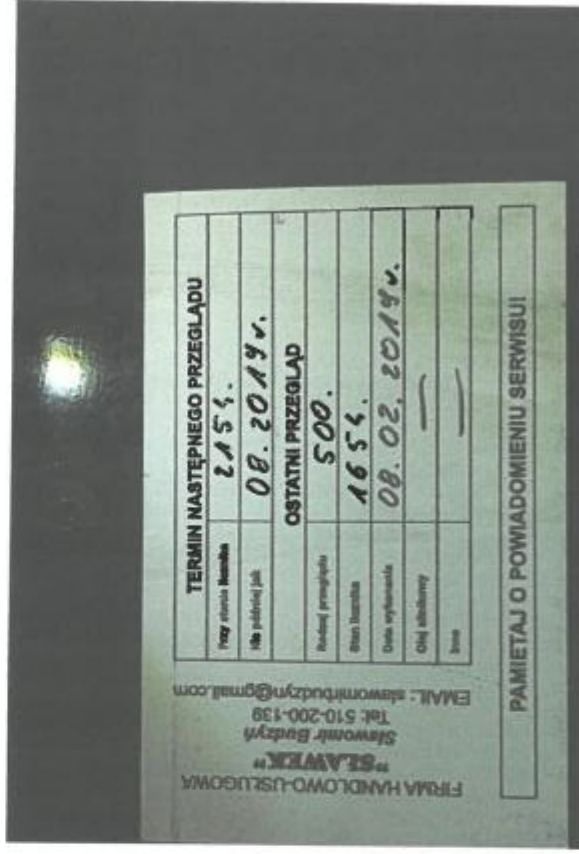 FIRMA HANDLOWO-USŁUGOWA
"SŁAWEK"
Sławomir Budzyń
Tel: 510-200-139
EMAIL: slawomirbudzyn@gmail.com
TERMIN NASTĘPNEGO PRZEGLĄDU
Przy stanie licznika 2154.
Nie później jak 08. 2019 r.
OSTATNI PRZEGLĄD
Rodzaj przeglądu 500.
Stan licznika 1654.
Data wykonania 08. 02. 2019 r.
Olej silnikowy —
Inne —
PAMIETAJ O POWIADOMIENIU SERWISU!